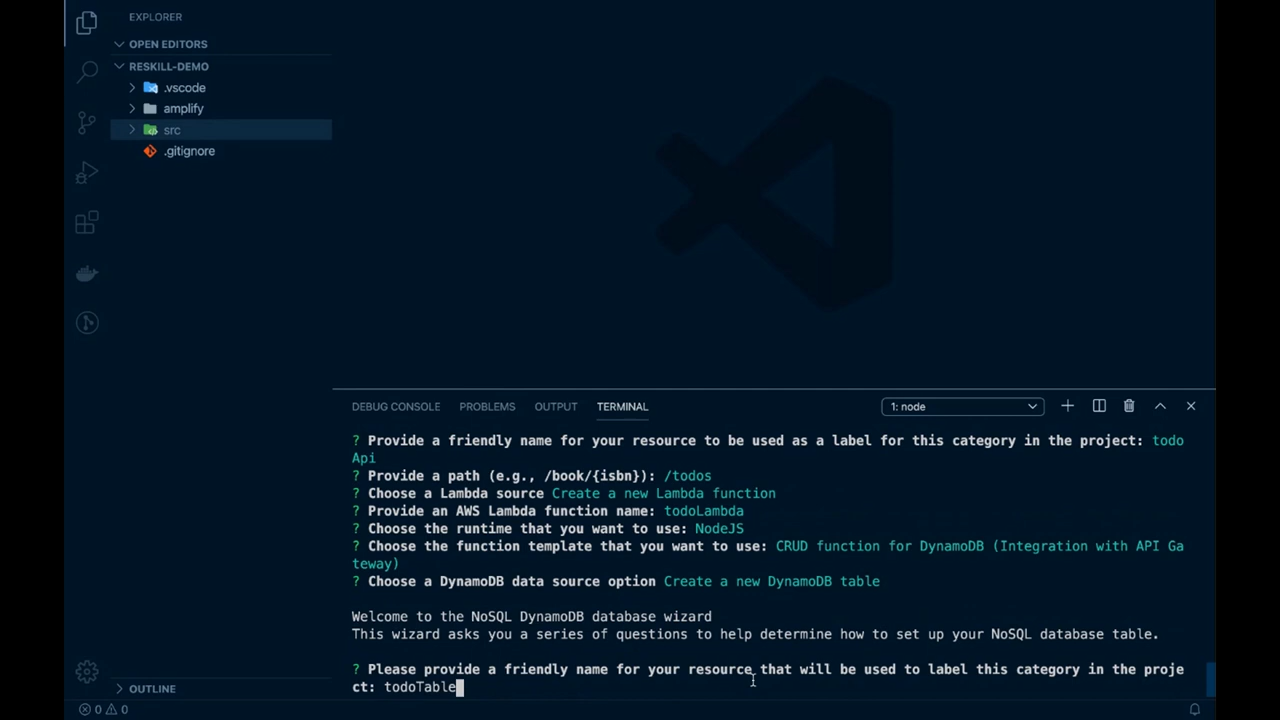 EXPLORER
OPEN EDITORS
RESKILL-DEMO
.vscode
amplify
src
.gitignore
DEBUG CONSOLE PROBLEMS OUTPUT TERMINAL 1: node
? Provide a friendly name for your resource to be used as a label for this category in the project: todo
Api
? Provide a path (e.g., /book/{isbn}): /todos
? Choose a Lambda source Create a new Lambda function
? Provide an AWS Lambda function name: todoLambda
? Choose the runtime that you want to use: NodeJS
? Choose the function template that you want to use: CRUD function for DynamoDB (Integration with API Ga
teway)
? Choose a DynamoDB data source option Create a new DynamoDB table
Welcome to the NoSQL DynamoDB database wizard
This wizard asks you a series of questions to help determine how to set up your NoSQL database table.
? Please provide a friendly name for your resource that will be used to label this category in the proje
ct: todoTable
OUTLINE
0 0